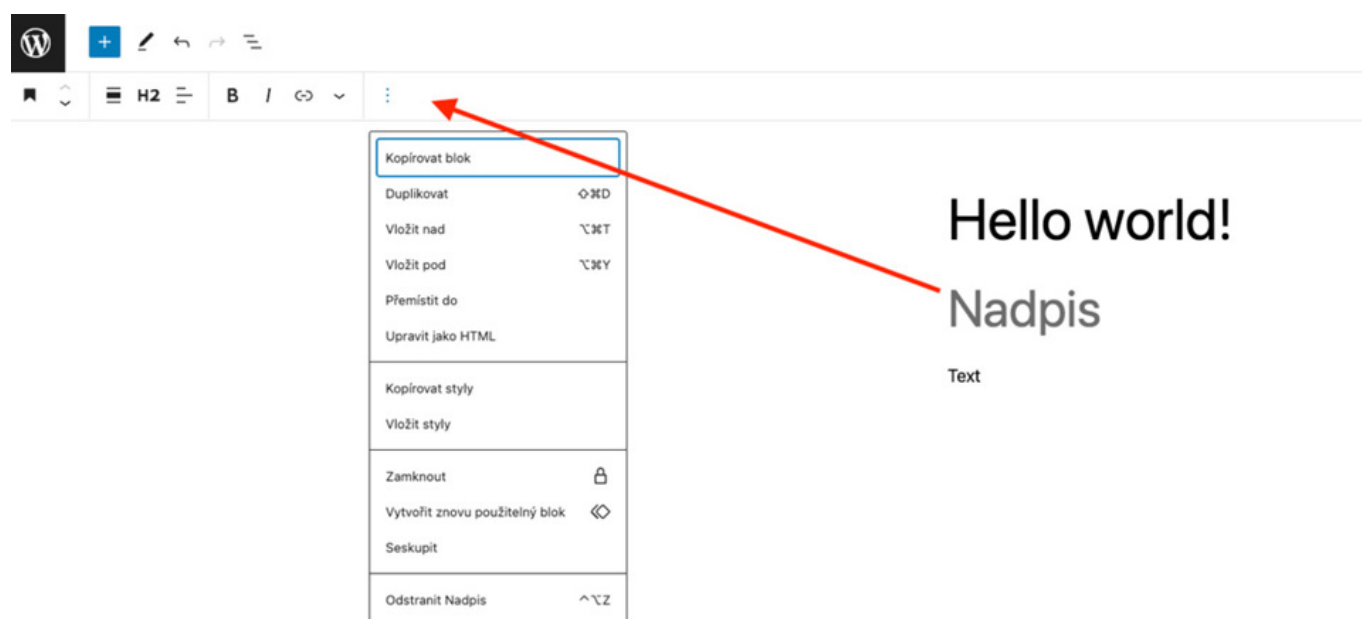 H2 B I
Kopírovat blok
Duplikovat ⇧⌘D
Vložit nad ⌥⌘T
Vložit pod ⌥⌘Y
Přemístit do
Upravit jako HTML
Kopírovat styly
Vložit styly
Zamknout
Vytvořit znovu použitelný blok
Seskupit
Odstranit Nadpis ^⌥Z
Hello world!
Nadpis
Text